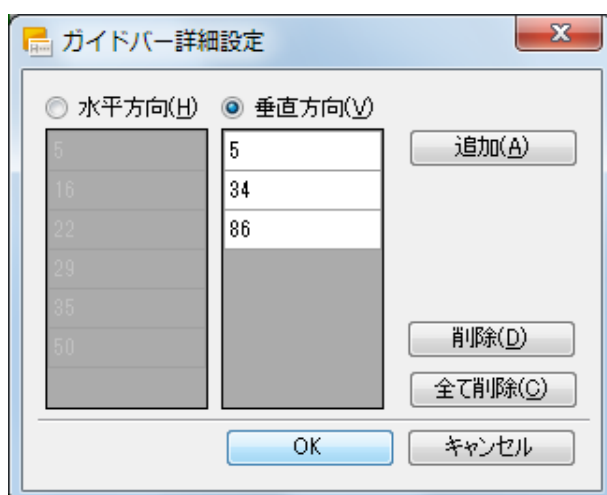 ガイドバー詳細設定
水平方向(H) 垂直方向(V)
5 5 追加(A)
16 34
22 86
29
35
50 削除(D)
全て削除(C)
OK キャンセル